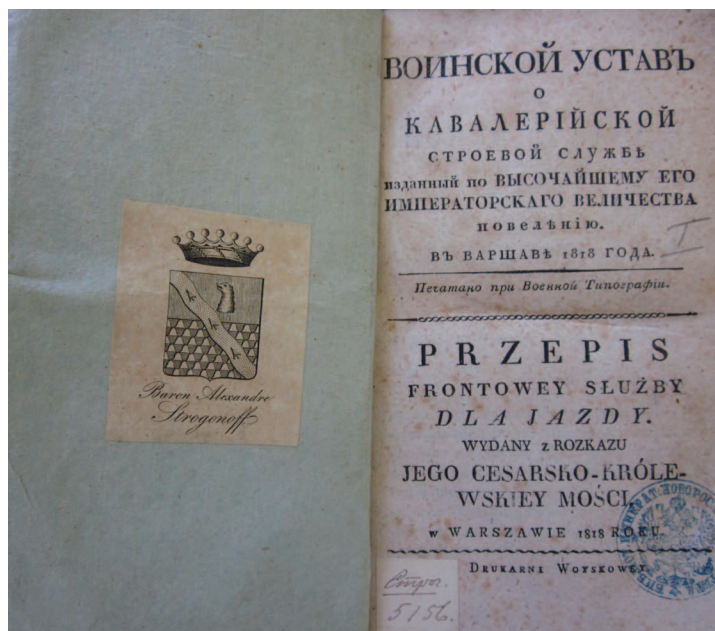 Baron Alexandre
Strogonoff
ВОИНСКОЙ УСТАВЪ
О
КАВАЛЕРІЙСКОЙ
СТРОЕВОЙ СЛУЖБѢ
изданный по ВЫСОЧАЙШЕМУ ЕГО
ИМПЕРАТОРСКАГО ВЕЛИЧЕСТВА
повелѣнію.
ВЪ ВАРШАВѢ 1818 ГОДА.
I
Печатано при Военной Типографіи.
PRZEPIS
FRONTOWEY SŁUŻBY
DLA JAZDY.
WYDANY z ROZKAZU
JEGO CESARSKO-KRÓLE-
WSKIEY MOŚCI
w WARSZAWIE 1818 ROKU.
DRUKARNI WOYSKOWEY.
Строг.
5156.